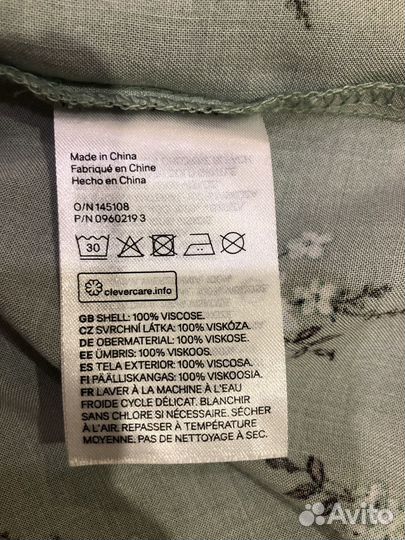 Made in China
Fabriqué en Chine
Hecho en China
O/N 145108
P/N 0960219 3
30
clevercare.info
GB SHELL: 100% VISCOSE.
CZ SVRCHNÍ LÁTKA: 100% VISKÓZA.
DE OBERMATERIAL: 100% VISKOSE.
EE ÜMBRIS: 100% VISKOOS.
ES TELA EXTERIOR: 100% VISCOSA.
FI PÄÄLLISKANGAS: 100% VISKOOSIA.
FR LAVER À LA MACHINE À L'EAU
FROIDE CYCLE DÉLICAT. BLANCHIR
SANS CHLORE SI NÉCESSAIRE. SÉCHER
À L'AIR. REPASSER À TEMPÉRATURE
MOYENNE. PAS DE NETTOYAGE À SEC.
Avito